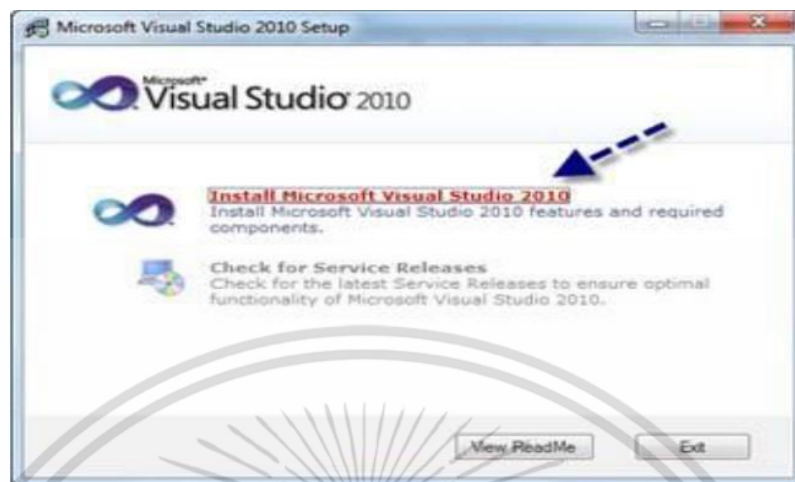 Microsoft Visual Studio 2010 Setup
Microsoft®
Visual Studio® 2010
Install Microsoft Visual Studio 2010
Install Microsoft Visual Studio 2010 features and required
components.
Check for Service Releases
Check for the latest Service Releases to ensure optimal
functionality of Microsoft Visual Studio 2010.
View ReadMe
Exit